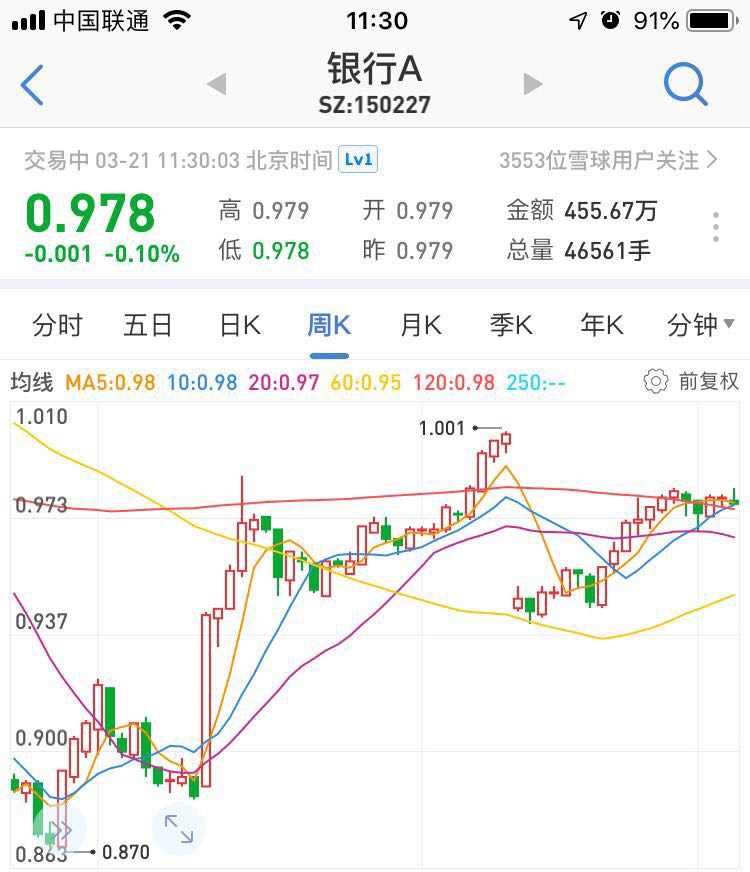 中国联通 11:30 91%
银行A
SZ:150227
交易中 03-21 11:30:03 北京时间 Lv1 3553位雪球用户关注
0.978 高 0.979 开 0.979 金额 455.67万
-0.001 -0.10% 低 0.978 昨 0.979 总量 46561手
分时 五日 日K 周K 月K 季K 年K 分钟
均线 MA5:0.98 10:0.98 20:0.97 60:0.95 120:0.98 250:-- 前复权
1.010
1.001
0.973
0.937
0.900
0.863
0.870